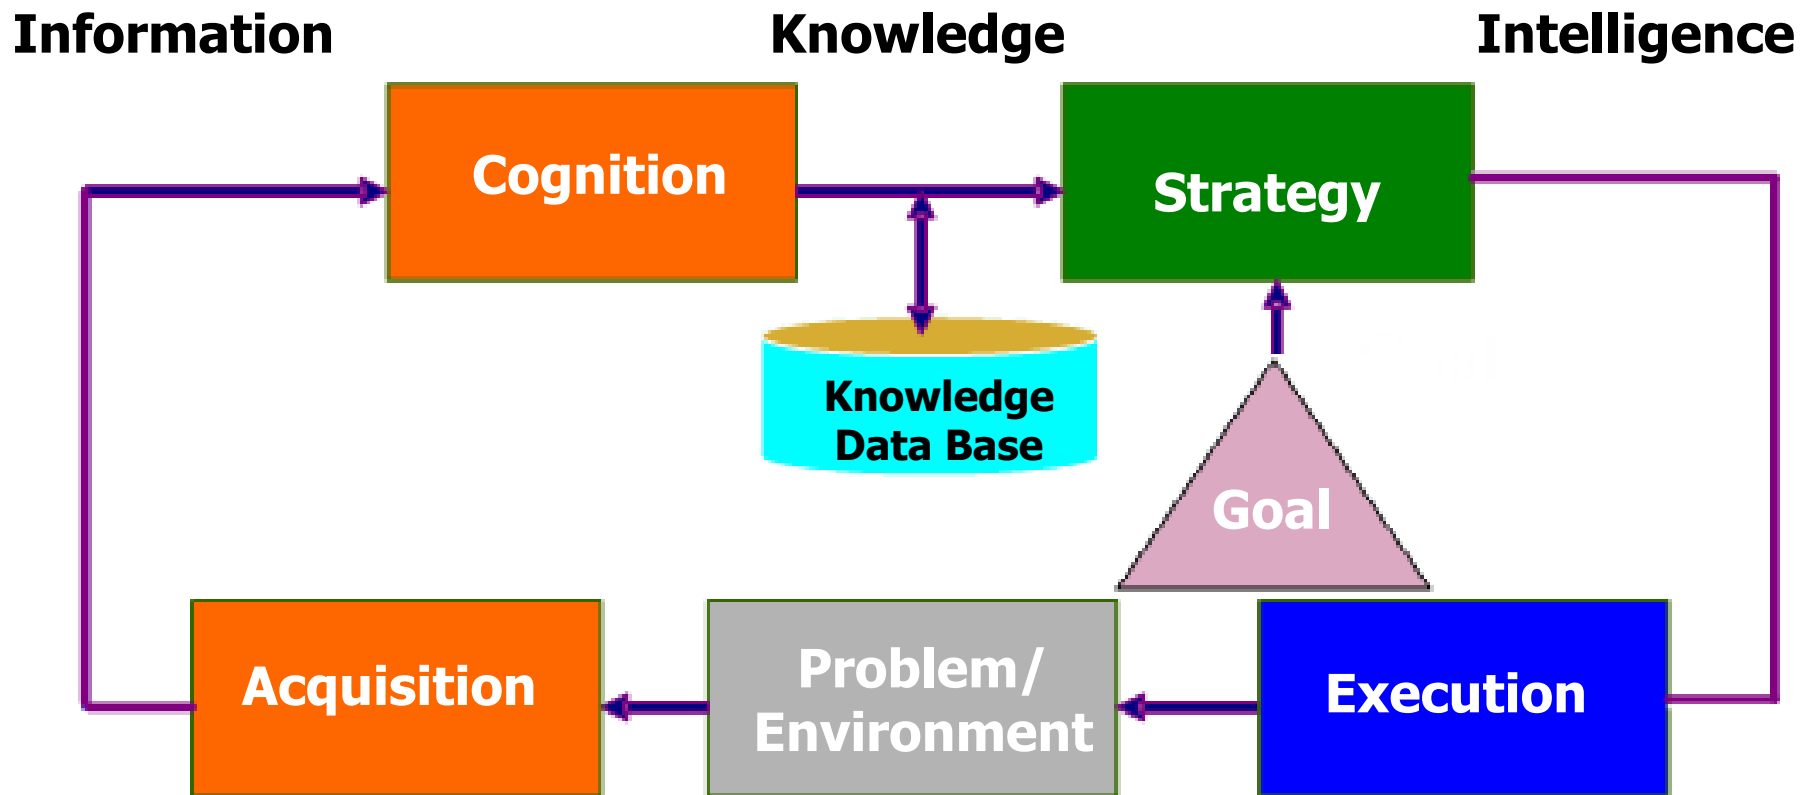 Information
Knowledge
Intelligence
Cognition
Strategy
Knowledge
Data Base
Goal
Acquisition
Problem/
Environment
Execution